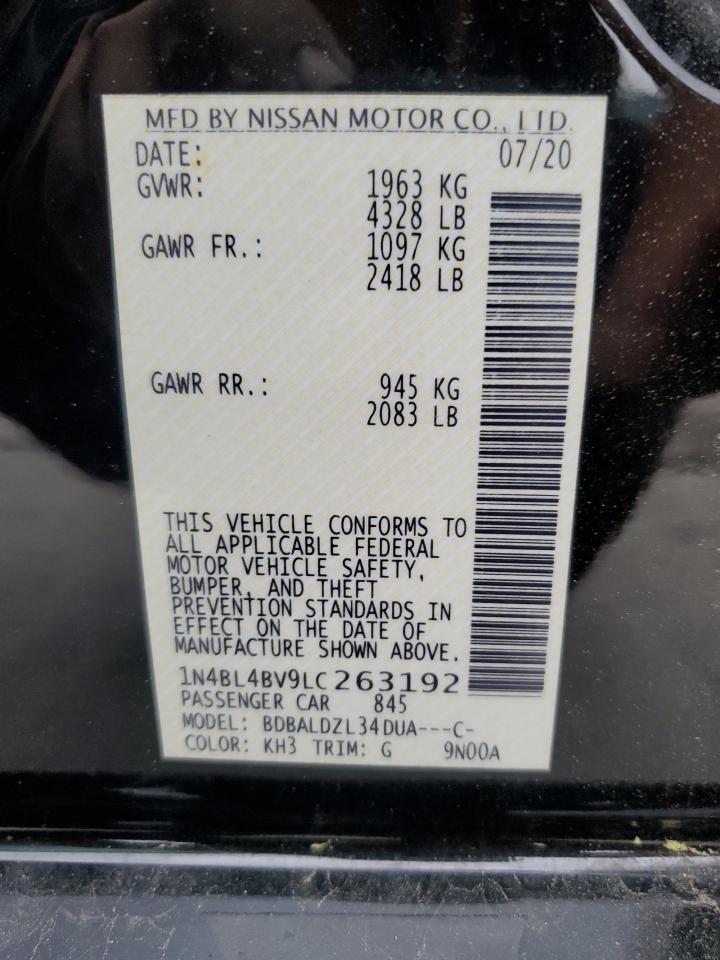 MFD BY NISSAN MOTOR CO., LTD.
DATE: 07/20
GVWR: 1963 KG
4328 LB
GAWR FR.: 1097 KG
2418 LB
GAWR RR.: 945 KG
2083 LB
THIS VEHICLE CONFORMS TO
ALL APPLICABLE FEDERAL
MOTOR VEHICLE SAFETY,
BUMPER, AND THEFT
PREVENTION STANDARDS IN
EFFECT ON THE DATE OF
MANUFACTURE SHOWN ABOVE.
1N4BL4BV9LC263192
PASSENGER CAR 845
MODEL: BDBALDZL34DUA---C-
COLOR: KH3 TRIM: G 9N00A